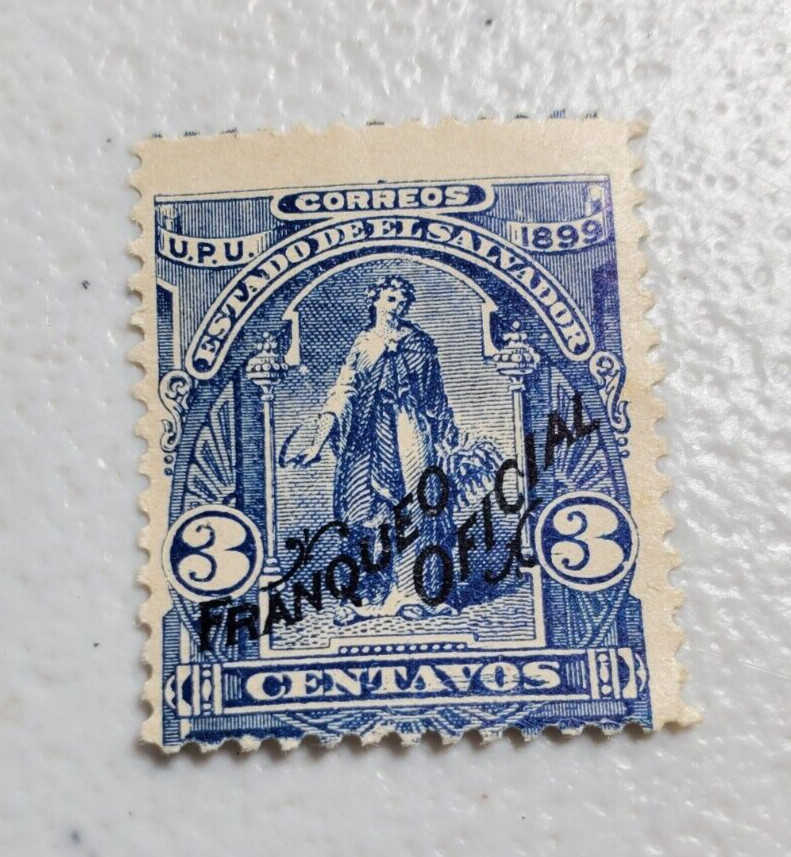 CORREOS
U.P.U. 1899
ESTADO DE EL SALVADOR
FRANQUEO
OFICIAL
3 3
CENTAVOS